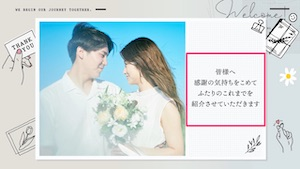 WE BEGIN OUR JOURNEY TOGETHER.
Welcome
THANK
YOU
皆様へ
感謝の気持ちをこめて
ふたりのこれまでを
紹介させていただきます